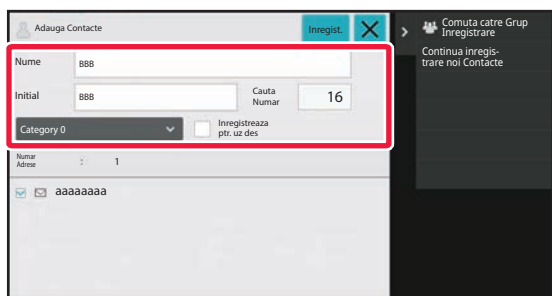 Adauga Contacte
Inregist.
Nume
BBB
Initial
BBB
Cauta
Numar
16
Category 0
Inregistreaza
ptr. uz des
Numar
Adrese
:
1
aaaaaaaa
Comuta catre Grup
Inregistrare
Continua inregis-
trare noi Contacte